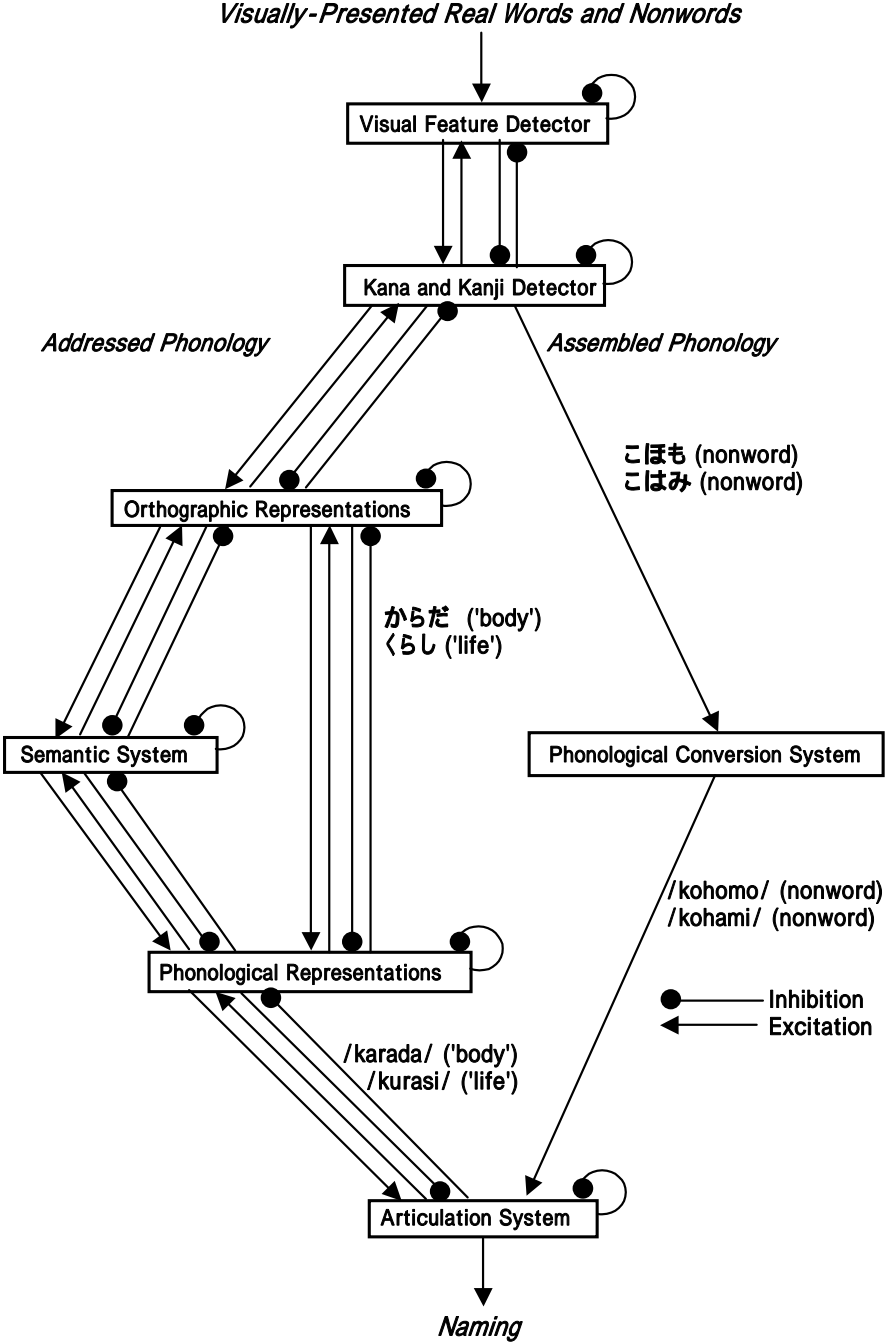 Visually-Presented Real Words and Nonwords
Visual Feature Detector
Kana and Kanji Detector
Addressed Phonology
Assembled Phonology
こほも (nonword)
こはみ (nonword)
Orthographic Representations
からだ ('body')
くらし ('life')
Semantic System
Phonological Conversion System
/kohomo/ (nonword)
/kohami/ (nonword)
Phonological Representations
Inhibition
Excitation
/karada/ ('body')
/kurasi/ ('life')
Articulation System
Naming